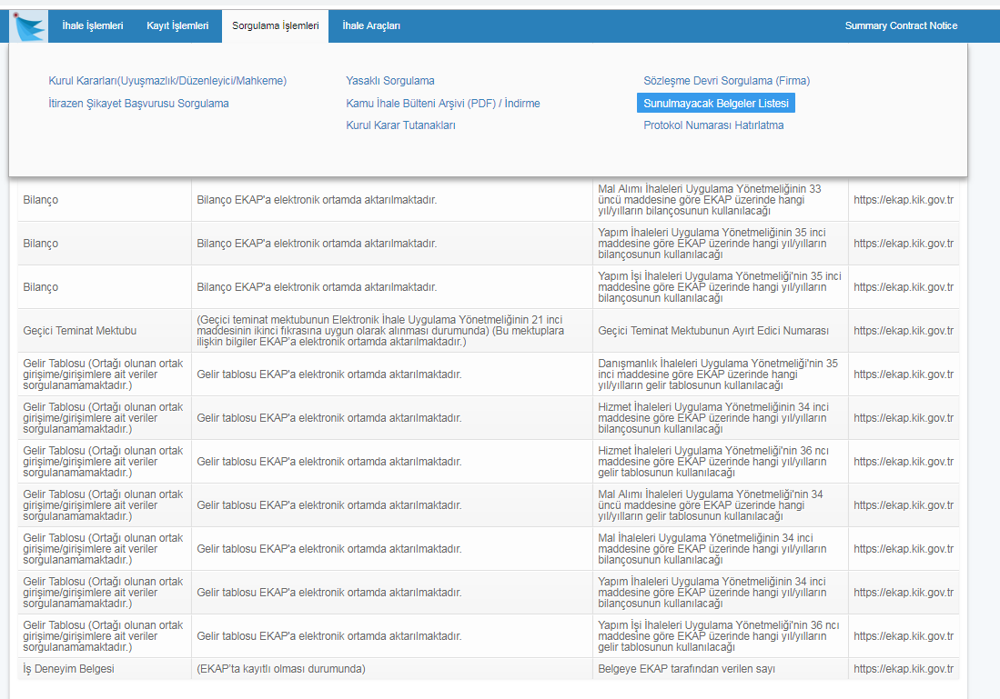 İhale İşlemleri Kayıt İşlemleri Sorgulama İşlemleri İhale Araçları Summary Contract Notice
Kurul Kararları(Uyuşmazlık/Düzenleyici/Mahkeme)
İtirazen Şikayet Başvurusu Sorgulama
Yasaklı Sorgulama
Kamu İhale Bülteni Arşivi (PDF) / İndirme
Kurul Karar Tutanakları
Sözleşme Devri Sorgulama (Firma)
Sunulmayacak Belgeler Listesi
Protokol Numarası Hatırlatma
Bilanço
Bilanço EKAP'a elektronik ortamda aktarılmaktadır.
Mal Alımı İhaleleri Uygulama Yönetmeliğinin 33
üncü maddesine göre EKAP üzerinde hangi
yıl/yılların bilançosunun kullanılacağı
https://ekap.kik.gov.tr
Bilanço
Bilanço EKAP'a elektronik ortamda aktarılmaktadır.
Yapım İhaleleri Uygulama Yönetmeliğinin 35 inci
maddesine göre EKAP üzerinde hangi yıl/yılların
bilançosunun kullanılacağı
https://ekap.kik.gov.tr
Bilanço
Bilanço EKAP'a elektronik ortamda aktarılmaktadır.
Yapım İşi İhaleleri Uygulama Yönetmeliği'nin 35 inci
maddesine göre EKAP üzerinde hangi yıl/yılların
bilançosunun kullanılacağı
https://ekap.kik.gov.tr
Geçici Teminat Mektubu
(Geçici teminat mektubunun Elektronik İhale Uygulama Yönetmeliğinin 21 inci
maddesinin ikinci fıkrasına uygun olarak alınması durumunda) (Bu mektuplara
ilişkin bilgiler EKAP'a elektronik ortamda aktarılmaktadır.)
Geçici Teminat Mektubunun Ayırt Edici Numarası
https://ekap.kik.gov.tr
Gelir Tablosu (Ortağı olunan ortak
girişime/girişimlere ait veriler
sorgulanamamaktadır.)
Gelir tablosu EKAP'a elektronik ortamda aktarılmaktadır.
Danışmanlık İhaleleri Uygulama Yönetmeliği'nin 35
inci maddesine göre EKAP üzerinde hangi
yıl/yılların gelir tablosunun kullanılacağı
https://ekap.kik.gov.tr
Gelir Tablosu (Ortağı olunan ortak
girişime/girişimlere ait veriler
sorgulanamamaktadır.)
Gelir tablosu EKAP'a elektronik ortamda aktarılmaktadır.
Hizmet İhaleleri Uygulama Yönetmeliğinin 34 inci
maddesine göre EKAP üzerinde hangi yıl/yılların
bilançosunun kullanılacağı
https://ekap.kik.gov.tr
Gelir Tablosu (Ortağı olunan ortak
girişime/girişimlere ait veriler
sorgulanamamaktadır.)
Gelir tablosu EKAP'a elektronik ortamda aktarılmaktadır.
Hizmet İhaleleri Uygulama Yönetmeliği'nin 36 ncı
maddesine göre EKAP üzerinde hangi yıl/yılların
gelir tablosunun kullanılacağı
https://ekap.kik.gov.tr
Gelir Tablosu (Ortağı olunan ortak
girişime/girişimlere ait veriler
sorgulanamamaktadır.)
Gelir tablosu EKAP'a elektronik ortamda aktarılmaktadır.
Mal Alımı İhaleleri Uygulama Yönetmeliği'nin 34
üncü maddesine göre EKAP üzerinde hangi
yıl/yılların gelir tablosunun kullanılacağı
https://ekap.kik.gov.tr
Gelir Tablosu (Ortağı olunan ortak
girişime/girişimlere ait veriler
sorgulanamamaktadır.)
Gelir tablosu EKAP'a elektronik ortamda aktarılmaktadır.
Mal İhaleleri Uygulama Yönetmeliğinin 34 inci
maddesine göre EKAP üzerinde hangi yıl/yılların
bilançosunun kullanılacağı
https://ekap.kik.gov.tr
Gelir Tablosu (Ortağı olunan ortak
girişime/girişimlere ait veriler
sorgulanamamaktadır.)
Gelir tablosu EKAP'a elektronik ortamda aktarılmaktadır.
Yapım İhaleleri Uygulama Yönetmeliğinin 34 inci
maddesine göre EKAP üzerinde hangi yıl/yılların
bilançosunun kullanılacağı
https://ekap.kik.gov.tr
Gelir Tablosu (Ortağı olunan ortak
girişime/girişimlere ait veriler
sorgulanamamaktadır.)
Gelir tablosu EKAP'a elektronik ortamda aktarılmaktadır.
Yapım İşi İhaleleri Uygulama Yönetmeliği'nin 36 ncı
maddesine göre EKAP üzerinde hangi yıl/yılların
gelir tablosunun kullanılacağı
https://ekap.kik.gov.tr
İş Deneyim Belgesi
(EKAP'ta kayıtlı olması durumunda)
Belgeye EKAP tarafından verilen sayı
https://ekap.kik.gov.tr